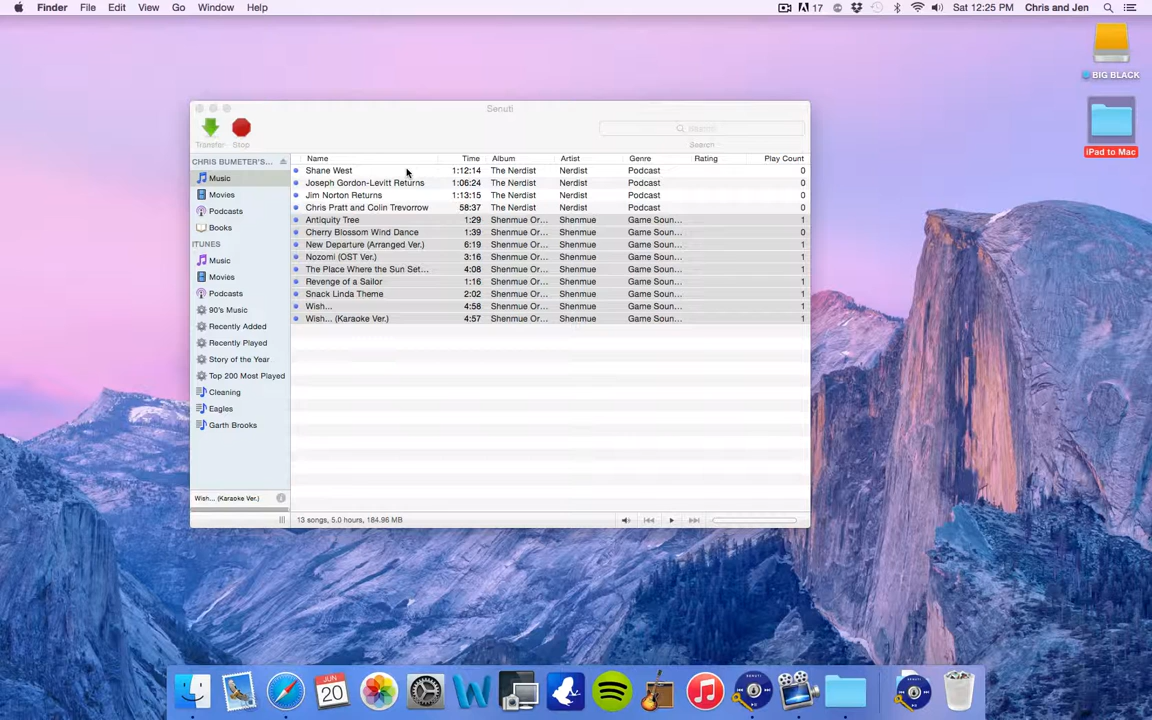 Finder File Edit View Go Window Help 17 Sat 12:25 PM Chris and Jen
BIG BLACK
iPad to Mac
Senuti
Transfer Stop
Search
Search
CHRIS BUMETER'S...
Music
Movies
Podcasts
Books
ITUNES
Music
Movies
Podcasts
90's Music
Recently Added
Recently Played
Story of the Year
Top 200 Most Played
Cleaning
Eagles
Garth Brooks
Wish... (Karaoke Ver.)
Name Time Album Artist Genre Rating Play Count
Shane West 1:12:14 The Nerdist Nerdist Podcast 0
Joseph Gordon-Levitt Returns 1:06:24 The Nerdist Nerdist Podcast 0
Jim Norton Returns 1:13:15 The Nerdist Nerdist Podcast 0
Chris Pratt and Colin Trevorrow 58:37 The Nerdist Nerdist Podcast 0
Antiquity Tree 1:29 Shenmue Or... Shenmue Game Soun... 1
Cherry Blossom Wind Dance 1:39 Shenmue Or... Shenmue Game Soun... 0
New Departure (Arranged Ver.) 6:19 Shenmue Or... Shenmue Game Soun... 1
Nozomi (OST Ver.) 3:16 Shenmue Or... Shenmue Game Soun... 1
The Place Where the Sun Set... 4:08 Shenmue Or... Shenmue Game Soun... 1
Revenge of a Sailor 1:16 Shenmue Or... Shenmue Game Soun... 1
Snack Linda Theme 2:02 Shenmue Or... Shenmue Game Soun... 1
Wish... 4:58 Shenmue Or... Shenmue Game Soun... 1
Wish... (Karaoke Ver.) 4:57 Shenmue Or... Shenmue Game Soun... 1
13 songs, 5.0 hours, 184.96 MB
JUN
20